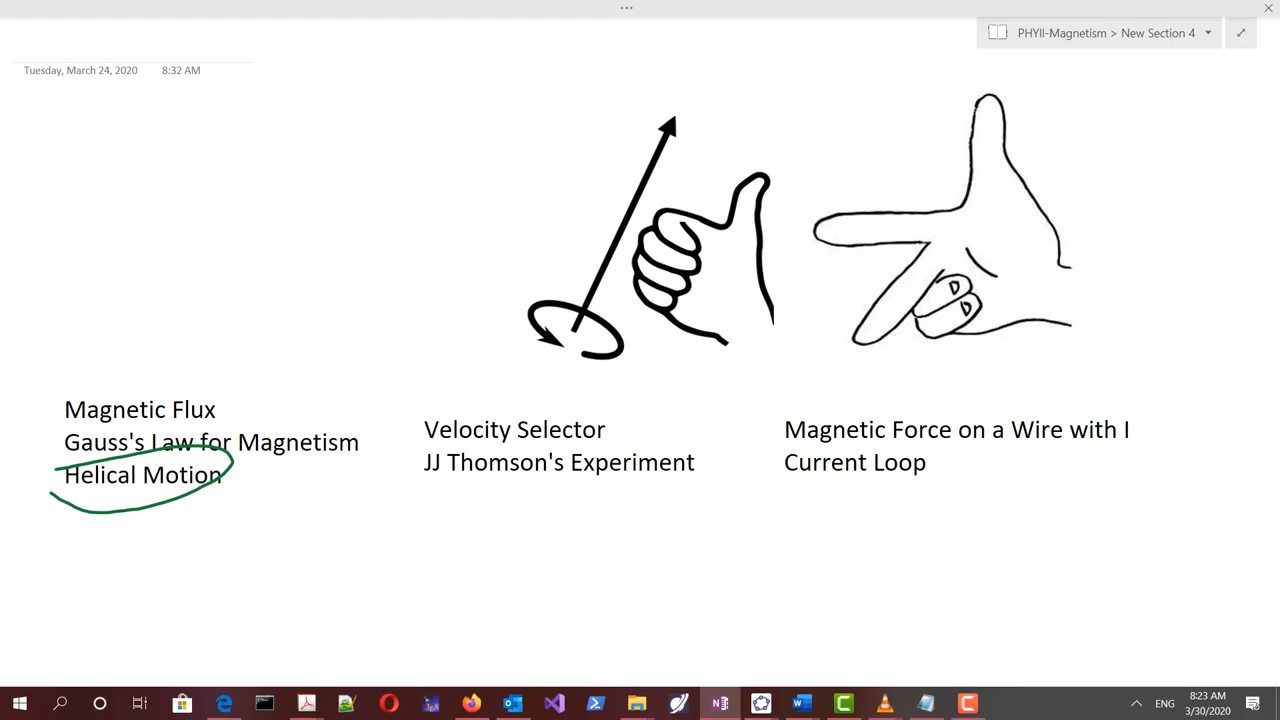 PHYII-Magnetism > New Section 4
Tuesday, March 24, 2020 8:32 AM
Magnetic Flux
Gauss's Law for Magnetism
Helical Motion
Velocity Selector
JJ Thomson's Experiment
Magnetic Force on a Wire with I
Current Loop
ENG
8:23 AM
3/30/2020